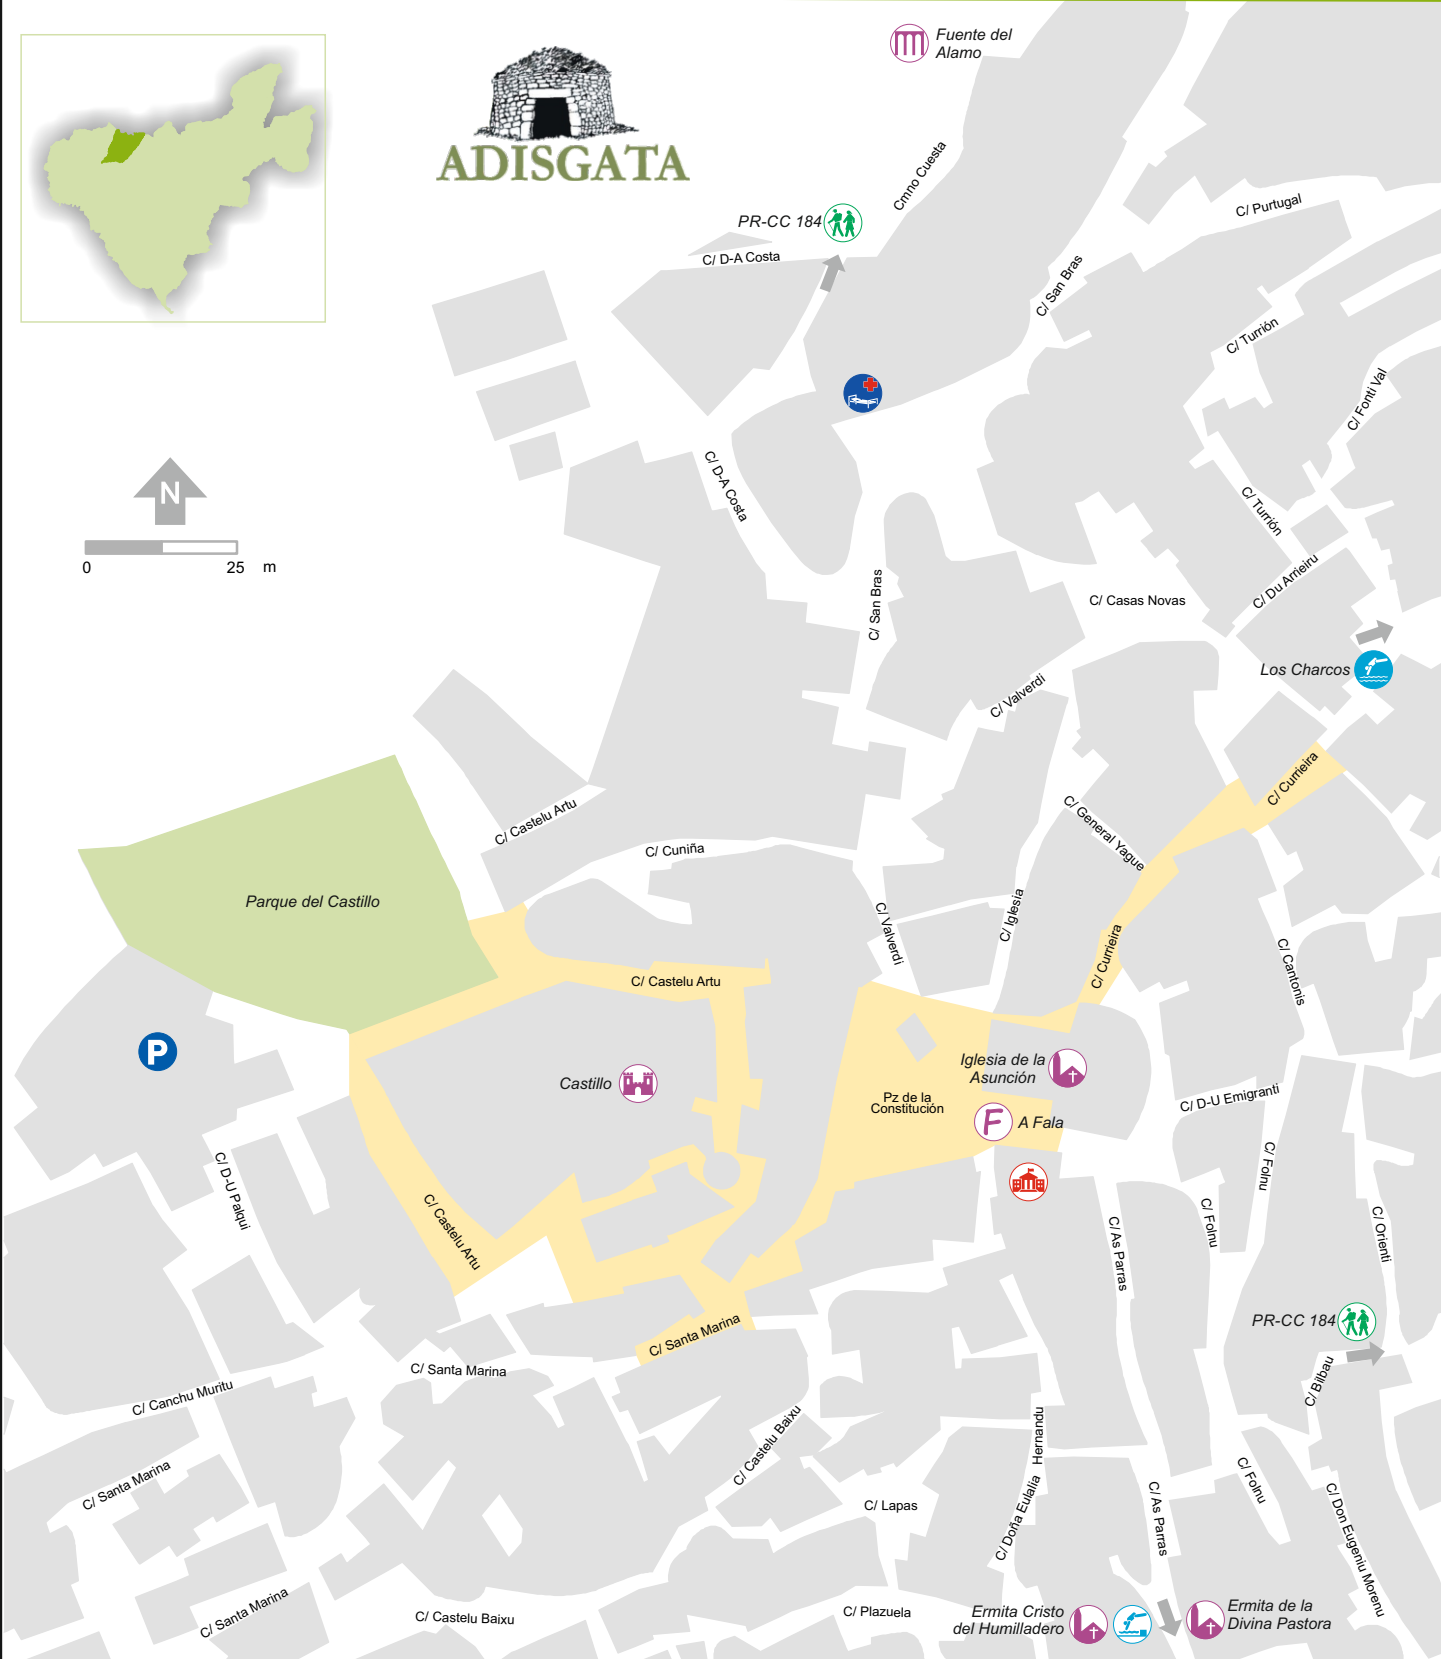 Fuente del
Alamo
ADISGATA
Cmno Cuesta
PR-CC 184
C/ Purtugal
C/ D-A Costa
C/ San Bras
C/ Turrión
C/ Fonti Val
N
C/ D-A Costa
C/ Turrión
0 25 m
C/ San Bras
C/ Casas Novas
C/ Du Arrieiru
Los Charcos
C/ Valverdi
C/ Currieira
C/ Castelu Artu
C/ General Yague
C/ Cuniña
Parque del Castillo
C/ Iglesia
C/ Valverdi
C/ Currieira
C/ Cantonis
C/ Castelu Artu
P
Iglesia de la
Asunción
Castillo
Pz de la
Constitución
C/ D-U Emigranti
F
A Fala
C/ Folnu
C/ D-U Palqui
C/ Castelu Artu
C/ Folnu
C/ As Parras
C/ Orienti
PR-CC 184
C/ Santa Marina
C/ Santa Marina
C/ Bilbau
C/ Canchu Muritu
C/ Castelu Baixu
C/ Doña Eulalia Hernandu
C/ Santa Marina
C/ Folnu
C/ Lapas
C/ As Parras
C/ Don Eugeniu Morenu
C/ Santa Marina
C/ Castelu Baixu
C/ Plazuela
Ermita Cristo
del Humilladero
Ermita de la
Divina Pastora